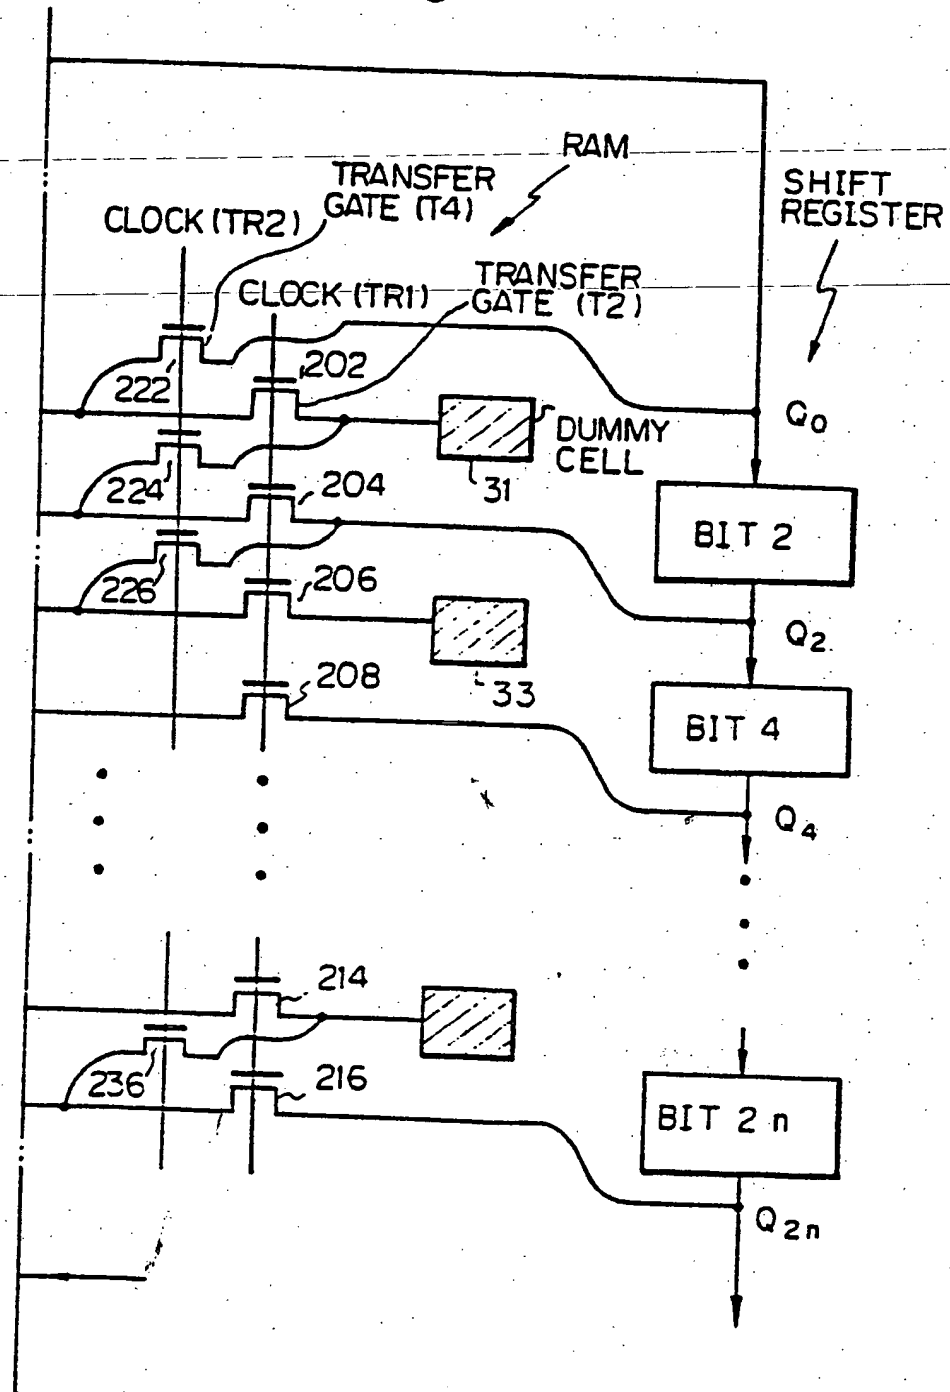 RAM
TRANSFER
GATE (T4)
SHIFT
REGISTER
CLOCK (TR2)
TRANSFER
GATE (T2)
CLOCK (TR1)
202
222
Q0
DUMMY
CELL
224
204
31
BIT 2
226
206
Q2
208
33
BIT 4
Q4
214
236
216
BIT 2n
Q2n